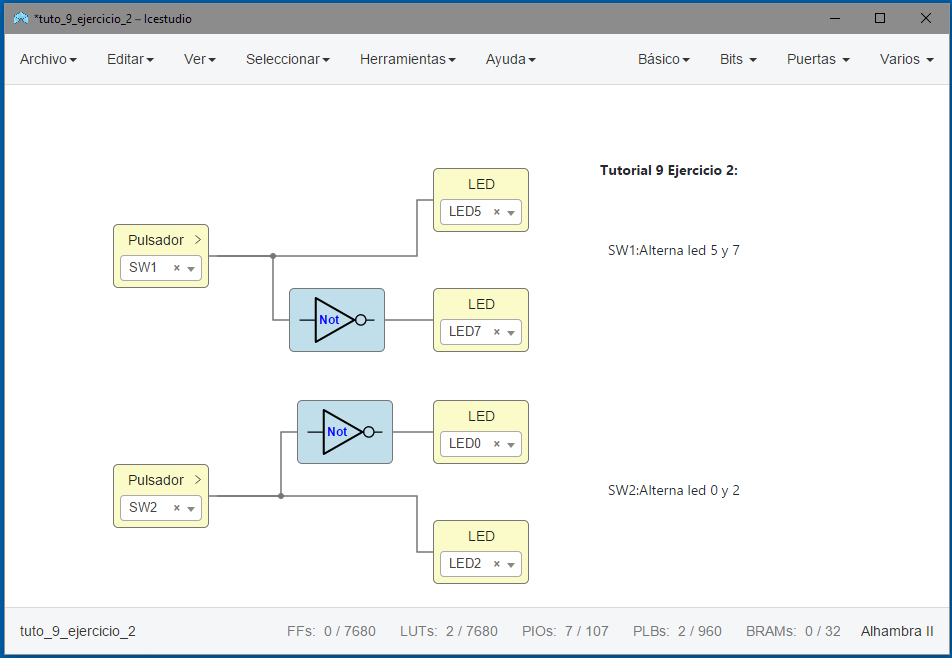 *tuto_9_ejercicio_2 – Icestudio
Archivo Editar Ver Seleccionar Herramientas Ayuda Básico Bits Puertas Varios
LED
LED5 ×
Tutorial 9 Ejercicio 2:
Pulsador
SW1 ×
SW1:Alterna led 5 y 7
Not
LED
LED7 ×
Not
LED
LED0 ×
Pulsador
SW2 ×
SW2:Alterna led 0 y 2
LED
LED2 ×
tuto_9_ejercicio_2 FFs: 0 / 7680 LUTs: 2 / 7680 PIOs: 7 / 107 PLBs: 2 / 960 BRAMs: 0 / 32 Alhambra II